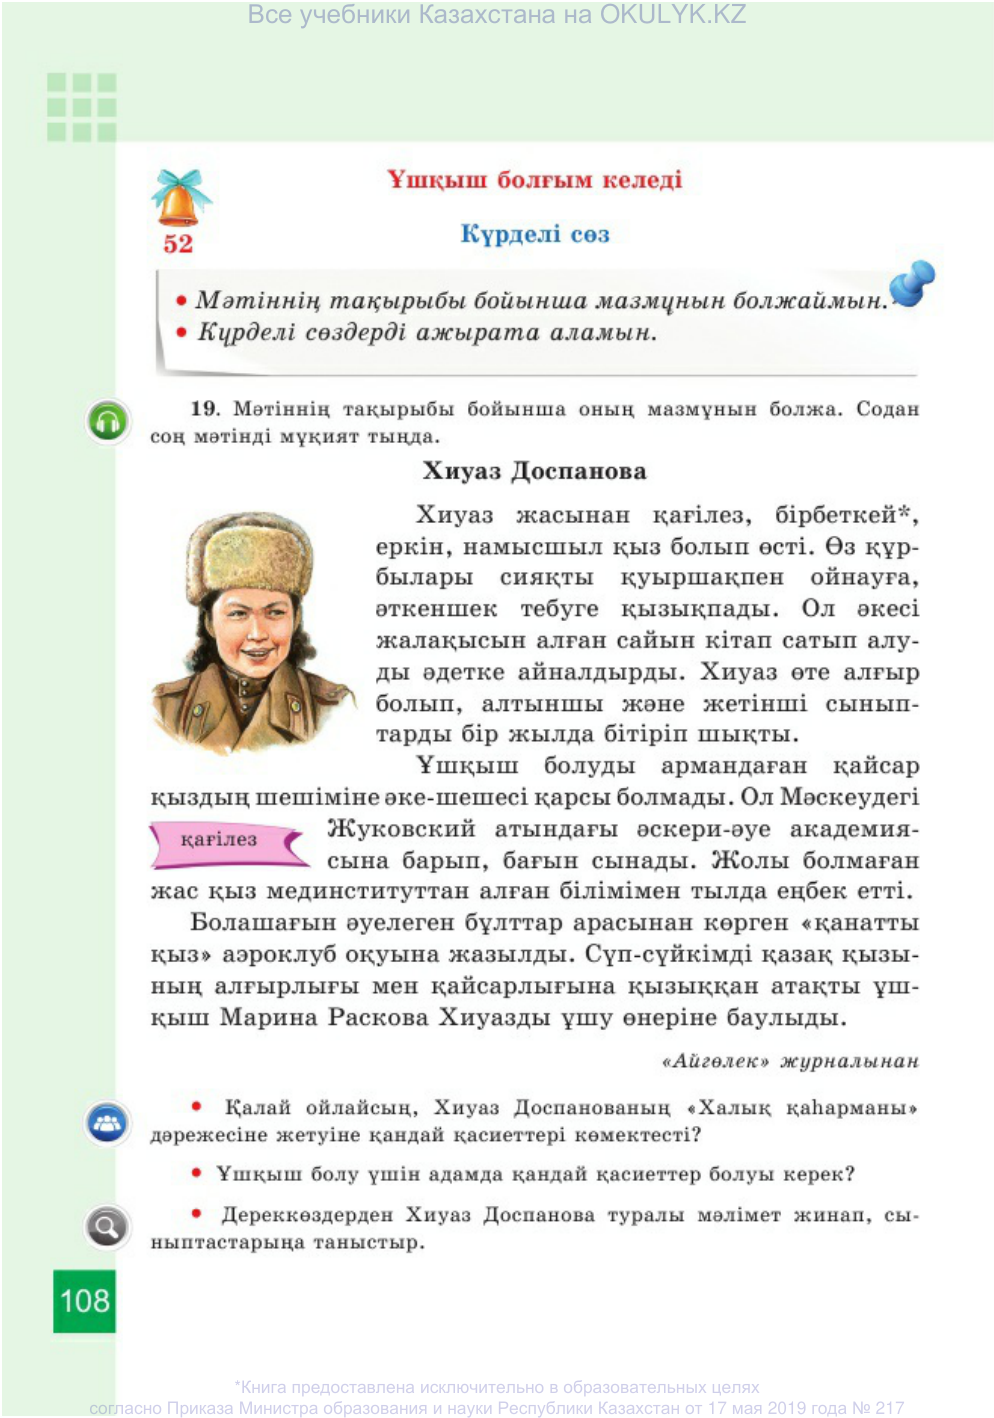 Все учебники Казахстана на OKULYK.KZ
52
Ұшқыш болғым келеді
Күрделі сөз
• Мәтіннің тақырыбы бойынша мазмұнын болжаймын.
• Күрделі сөздерді ажырата аламын.
19. Мәтіннің тақырыбы бойынша оның мазмұнын болжа. Содан
соң мәтінді мұқият тыңда.
Хиуаз Доспанова
Хиуаз жасынан қағілез, бірбеткей*,
еркін, намысшыл қыз болып өсті. Өз құр-
былары сияқты қуыршақпен ойнауға,
әткеншек тебуге қызықпады. Ол әкесі
жалақысын алған сайын кітап сатып алу-
ды әдетке айналдырды. Хиуаз өте алғыр
болып, алтыншы және жетінші сынып-
тарды бір жылда бітіріп шықты.
Ұшқыш болуды армандаған қайсар
қыздың шешіміне әке-шешесі қарсы болмады. Ол Мәскеудегі
Жуковский атындағы әскери-әуе академия-
қағілез
сына барып, бағын сынады. Жолы болмаған
жас қыз мединституттан алған білімімен тылда еңбек етті.
Болашағын әуелеген бұлттар арасынан көрген «қанатты
қыз» аэроклуб оқуына жазылды. Сүп-сүйкімді қазақ қызы-
ның алғырлығы мен қайсарлығына қызыққан атақты ұш-
қыш Марина Раскова Хиуазды ұшу өнеріне баулыды.
«Айгөлек» журналынан
• Қалай ойлайсың, Хиуаз Доспанованың «Халық қаһарманы»
дәрежесіне жетуіне қандай қасиеттері көмектесті?
• Ұшқыш болу үшін адамда қандай қасиеттер болуы керек?
• Дереккөздерден Хиуаз Доспанова туралы мәлімет жинап, сы-
ныптастарыңа таныстыр.
108
*Книга предоставлена исключительно в образовательных целях
согласно Приказа Министра образования и науки Республики Казахстан от 17 мая 2019 года № 217